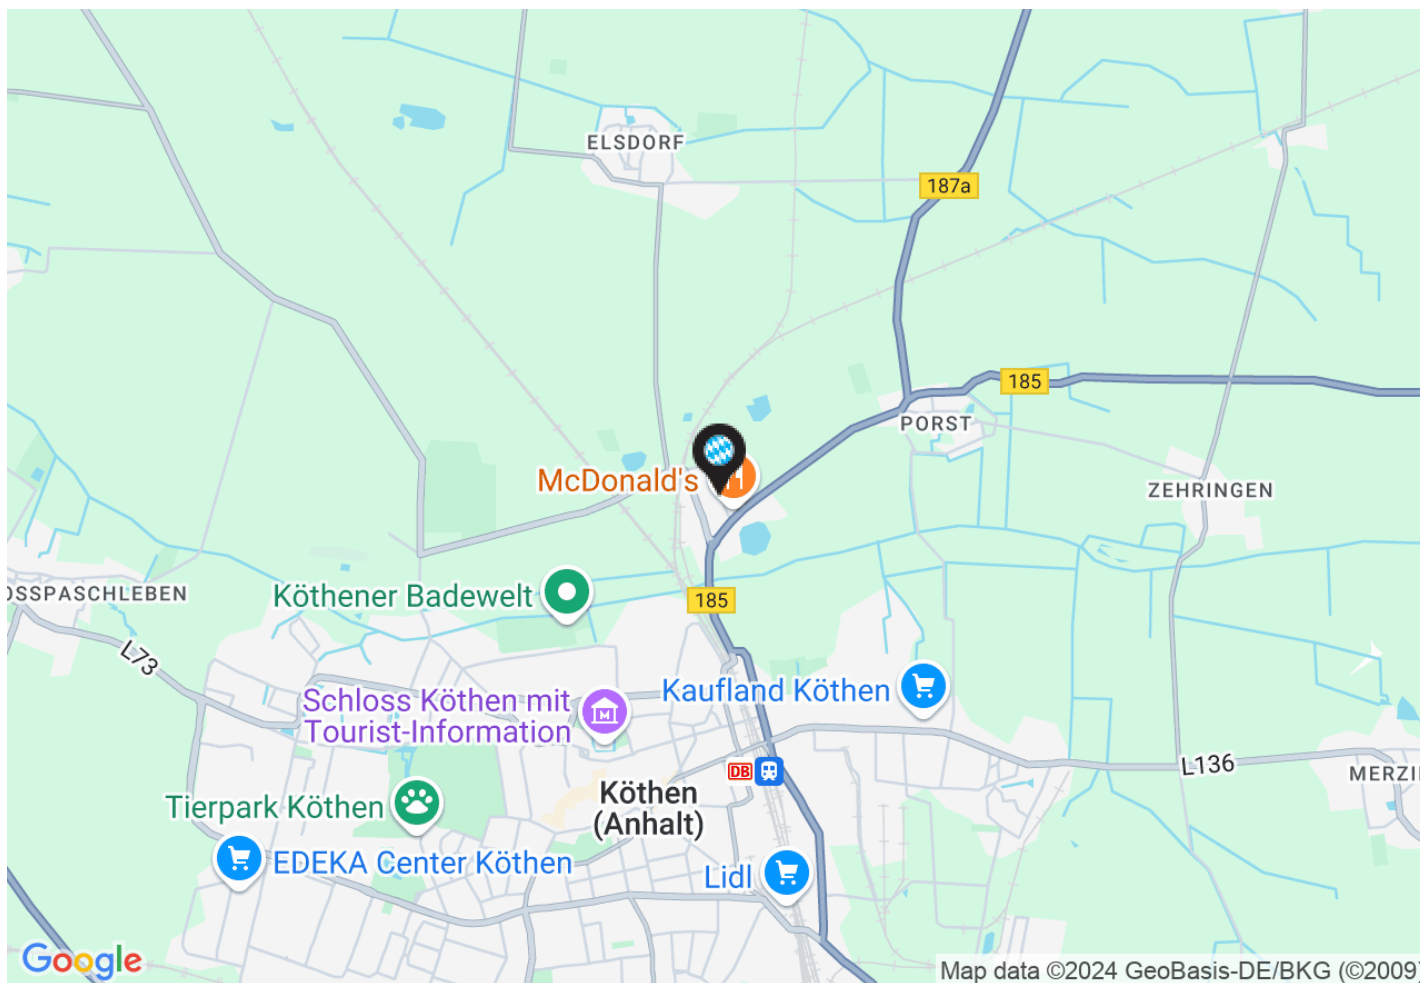 ELSDORF
187a
185
PORST
McDonald's
ZEHRINGEN
OSSPASCHLEBEN
Köthener Badewelt
185
L73
Schloss Köthen mit
Tourist-Information
Kaufland Köthen
L136
DB
MERZI
Köthen
(Anhalt)
Tierpark Köthen
EDEKA Center Köthen
Lidl
Google
Map data ©2024 GeoBasis-DE/BKG (©2009)